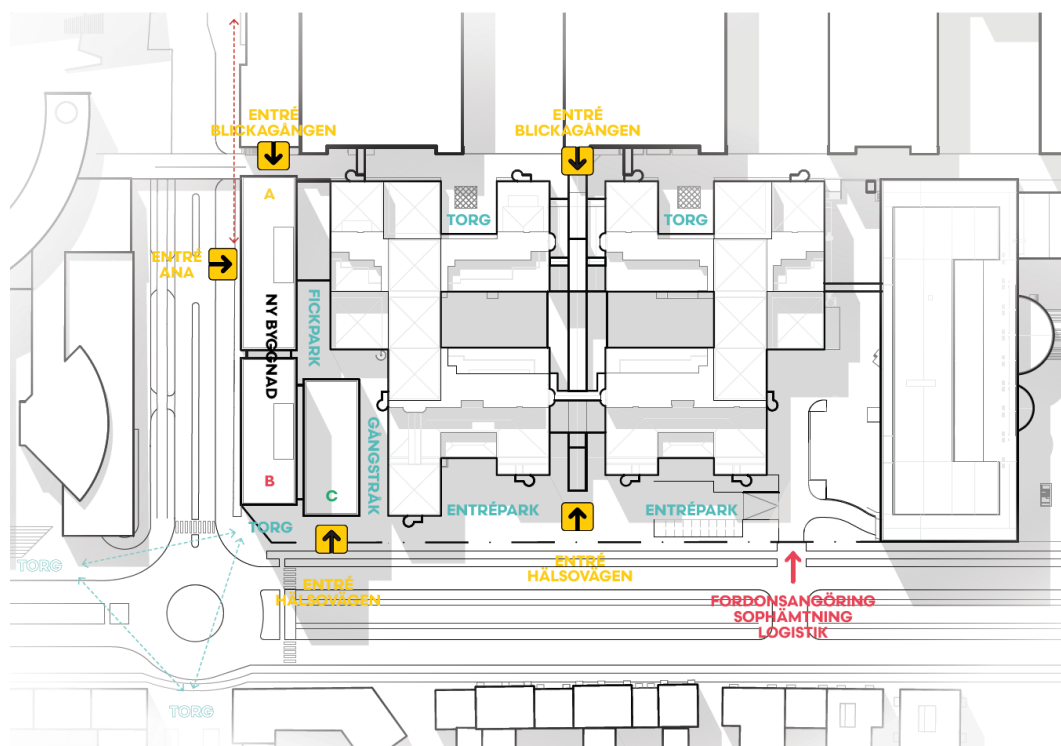 ENTRÉ
BLICKAGÅNGEN
ENTRÉ
BLICKAGÅNGEN
A
TORG
TORG
ENTRÉ
ANA
NY BYGGNAD
FICKPARK
GÅNGSTRÅK
B
C
ENTRÉPARK
ENTRÉPARK
TORG
TORG
ENTRÉ
HÄLSOVÄGEN
ENTRÉ
HÄLSOVÄGEN
FORDONSANGÖRING
SOPHÄMTNING
LOGISTIK
TORG